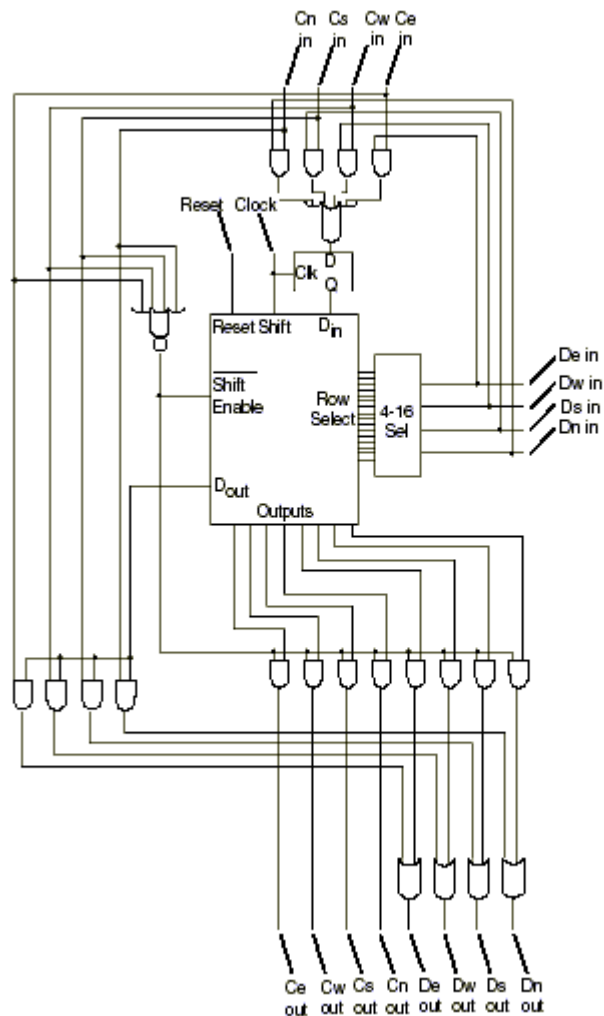 Cn Cs Cw Ce
in in in in
Reset Clock
D
Clk
Q
Reset Shift Din
Shift
Enable
Row
Select
4-16
Sel
De in
Dw in
Ds in
Dn in
Dout
Outputs
Ce Cw Cs Cn De Dw Ds Dn
out out out out out out out out